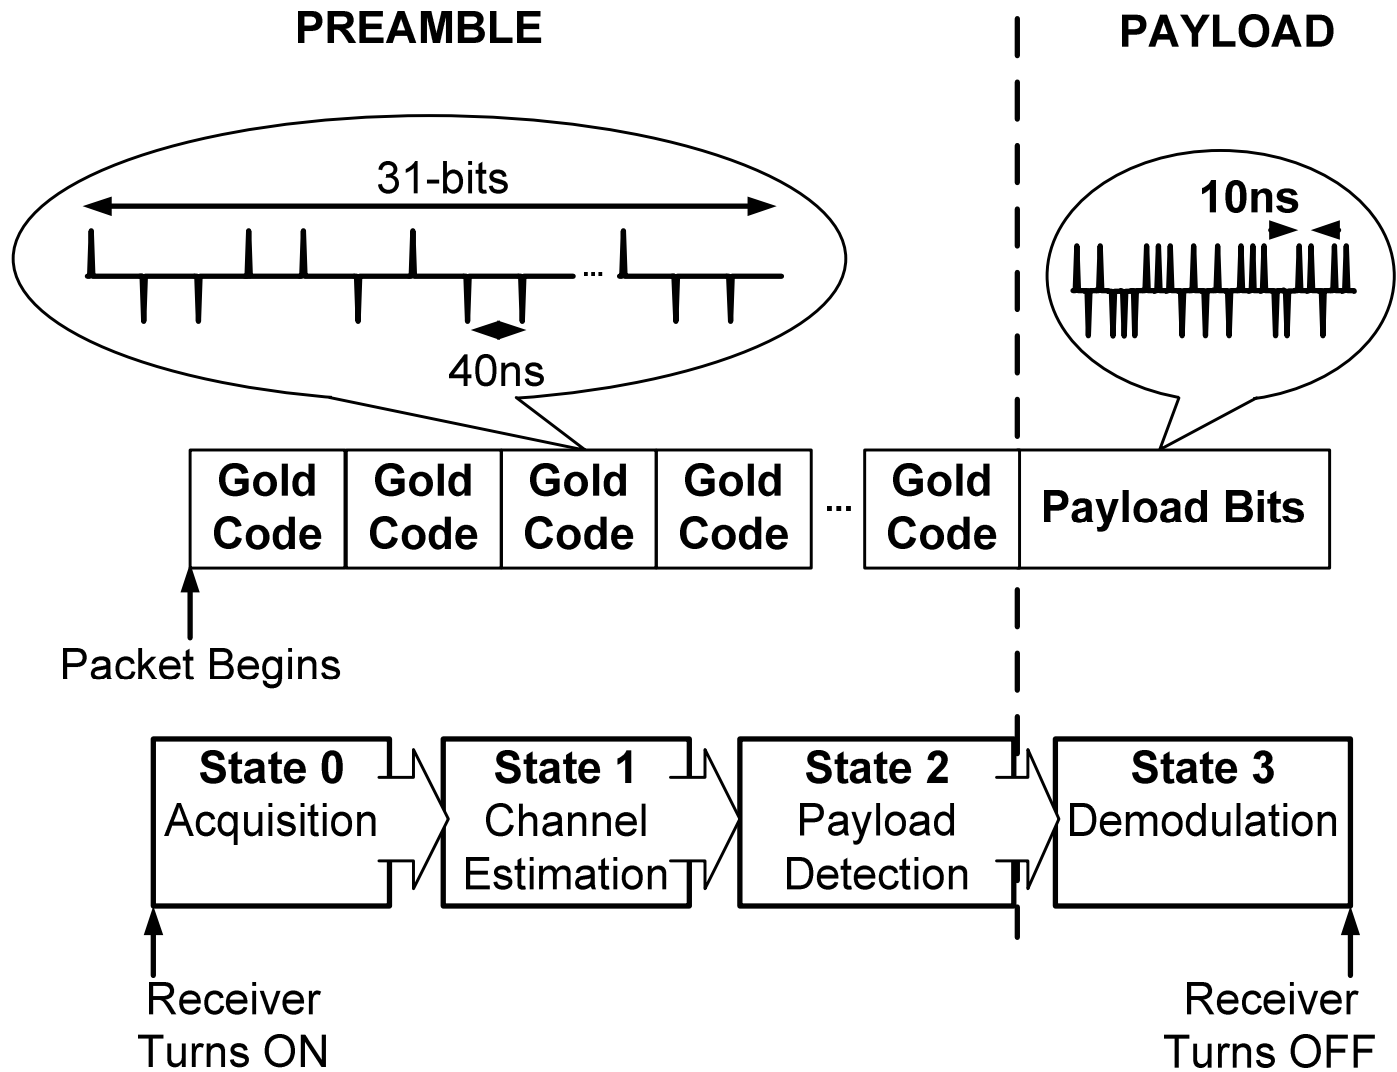 PREAMBLE
PAYLOAD
31-bits
10ns
...
40ns
Gold
Code
Gold
Code
Gold
Code
Gold
Code
...
Gold
Code
Payload Bits
Packet Begins
State 0
Acquisition
State 1
Channel
Estimation
State 2
Payload
Detection
State 3
Demodulation
Receiver
Turns ON
Receiver
Turns OFF